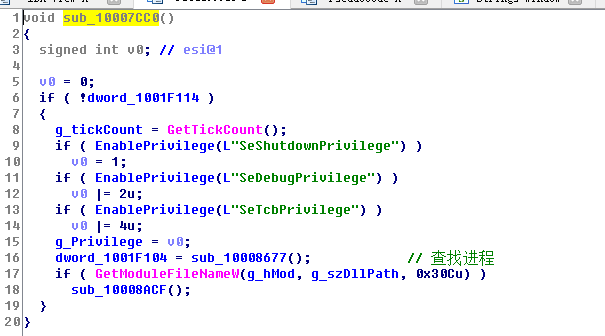 1 void sub_10007CC0()
2 {
3 signed int v0; // esi@1
4
5 v0 = 0;
6 if ( !dword_1001F114 )
7 {
8 g_tickCount = GetTickCount();
9 if ( EnablePrivilege(L"SeShutdownPrivilege") )
10 v0 = 1;
11 if ( EnablePrivilege(L"SeDebugPrivilege") )
12 v0 |= 2u;
13 if ( EnablePrivilege(L"SeTcbPrivilege") )
14 v0 |= 4u;
15 g_Privilege = v0;
16 dword_1001F104 = sub_10008677(); // 查找进程
17 if ( GetModuleFileNameW(g_hMod, g_szDllPath, 0x30Cu) )
18 sub_10008ACF();
19 }
20 }